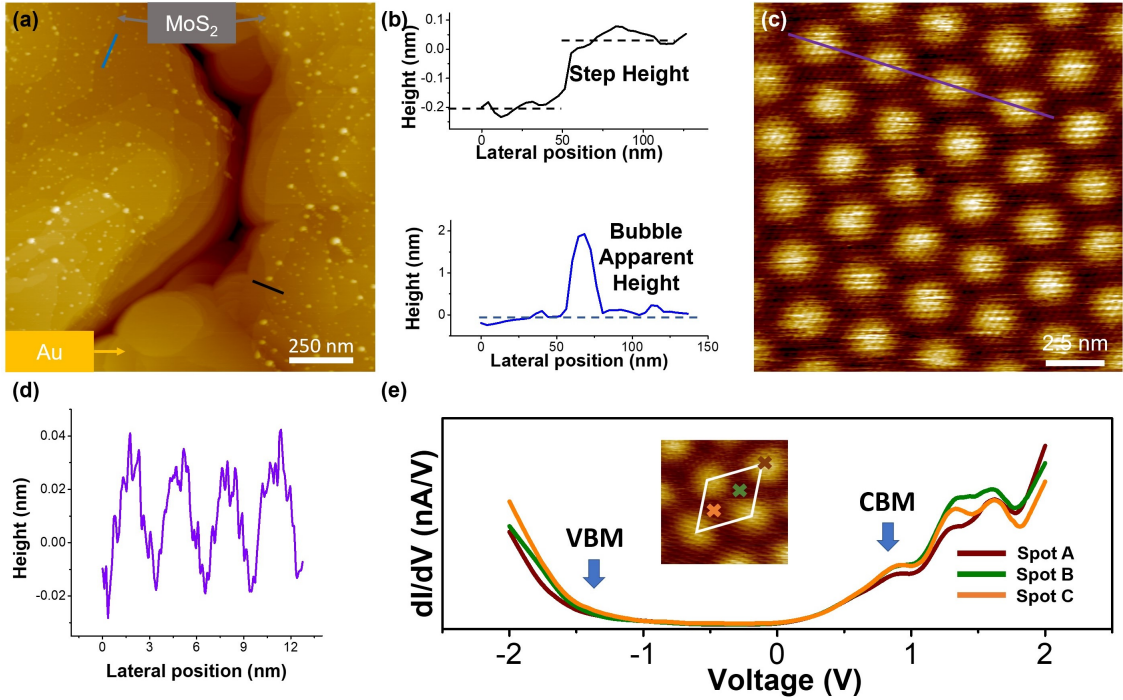 (a)
MoS₂
Au
250 nm
(b)
Height (nm)
0.1
0.0
-0.1
-0.2
Step Height
0
50
100
Lateral position (nm)
Height (nm)
2
1
0
Bubble
Apparent
Height
0
50
100
150
Lateral position (nm)
(c)
2.5 nm
(d)
Height (nm)
0.04
0.02
0.00
-0.02
0
3
6
9
12
Lateral position (nm)
(e)
dI/dV (nA/V)
VBM
CBM
Spot A
Spot B
Spot C
-2
-1
0
1
2
Voltage (V)